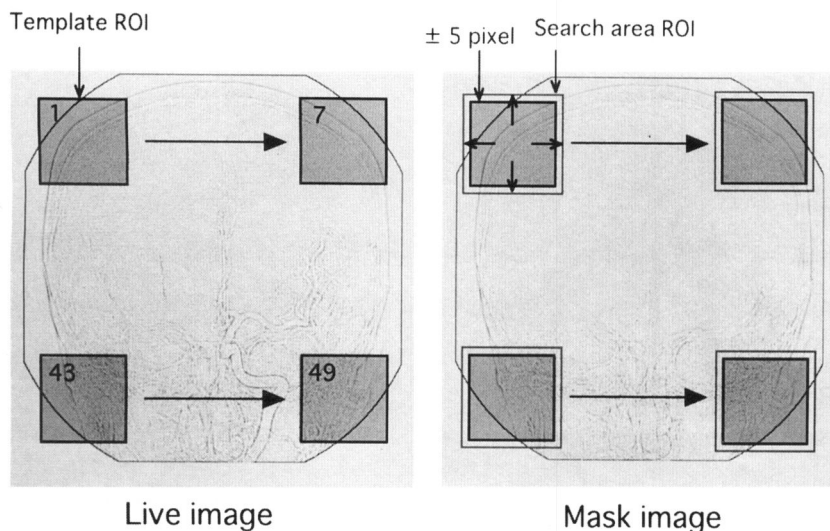 Template ROI
± 5 pixel
Search area ROI
1
7
43
49
Live image
Mask image